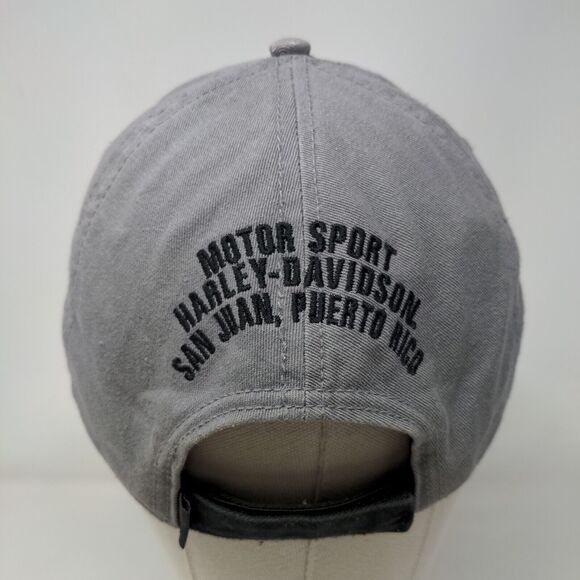 MOTOR SPORT
HARLEY-DAVIDSON.
SAN JUAN, PUERTO RICO